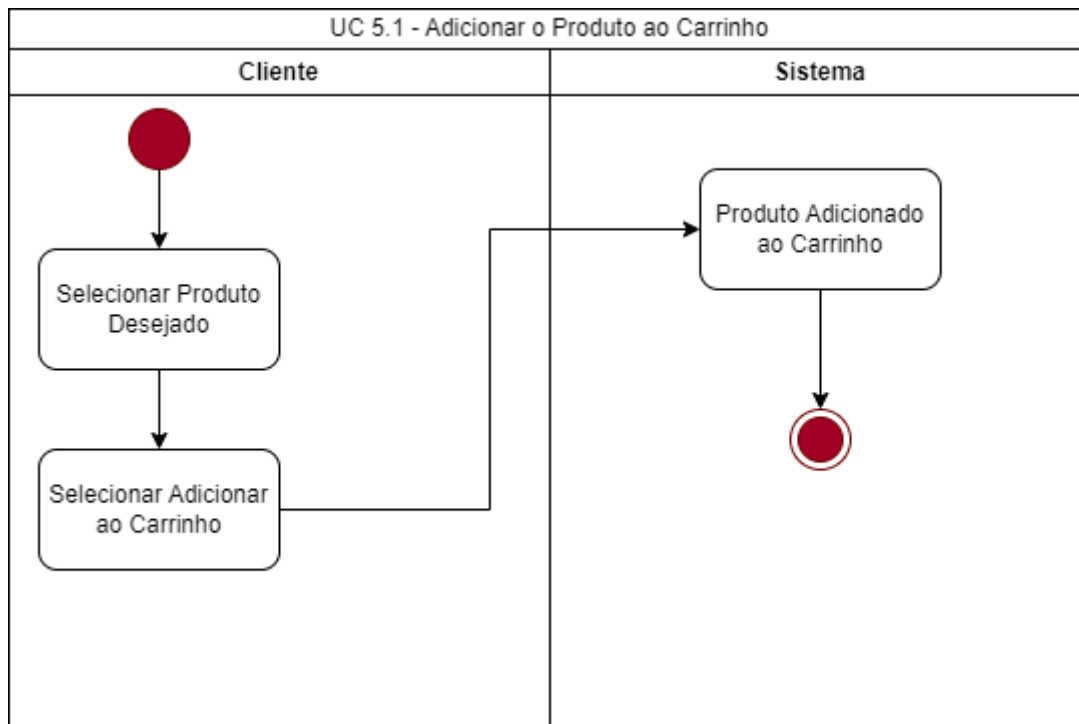 UC 5.1 - Adicionar o Produto ao Carrinho
Cliente
Sistema
Selecionar Produto
Desejado
Selecionar Adicionar
ao Carrinho
Produto Adicionado
ao Carrinho